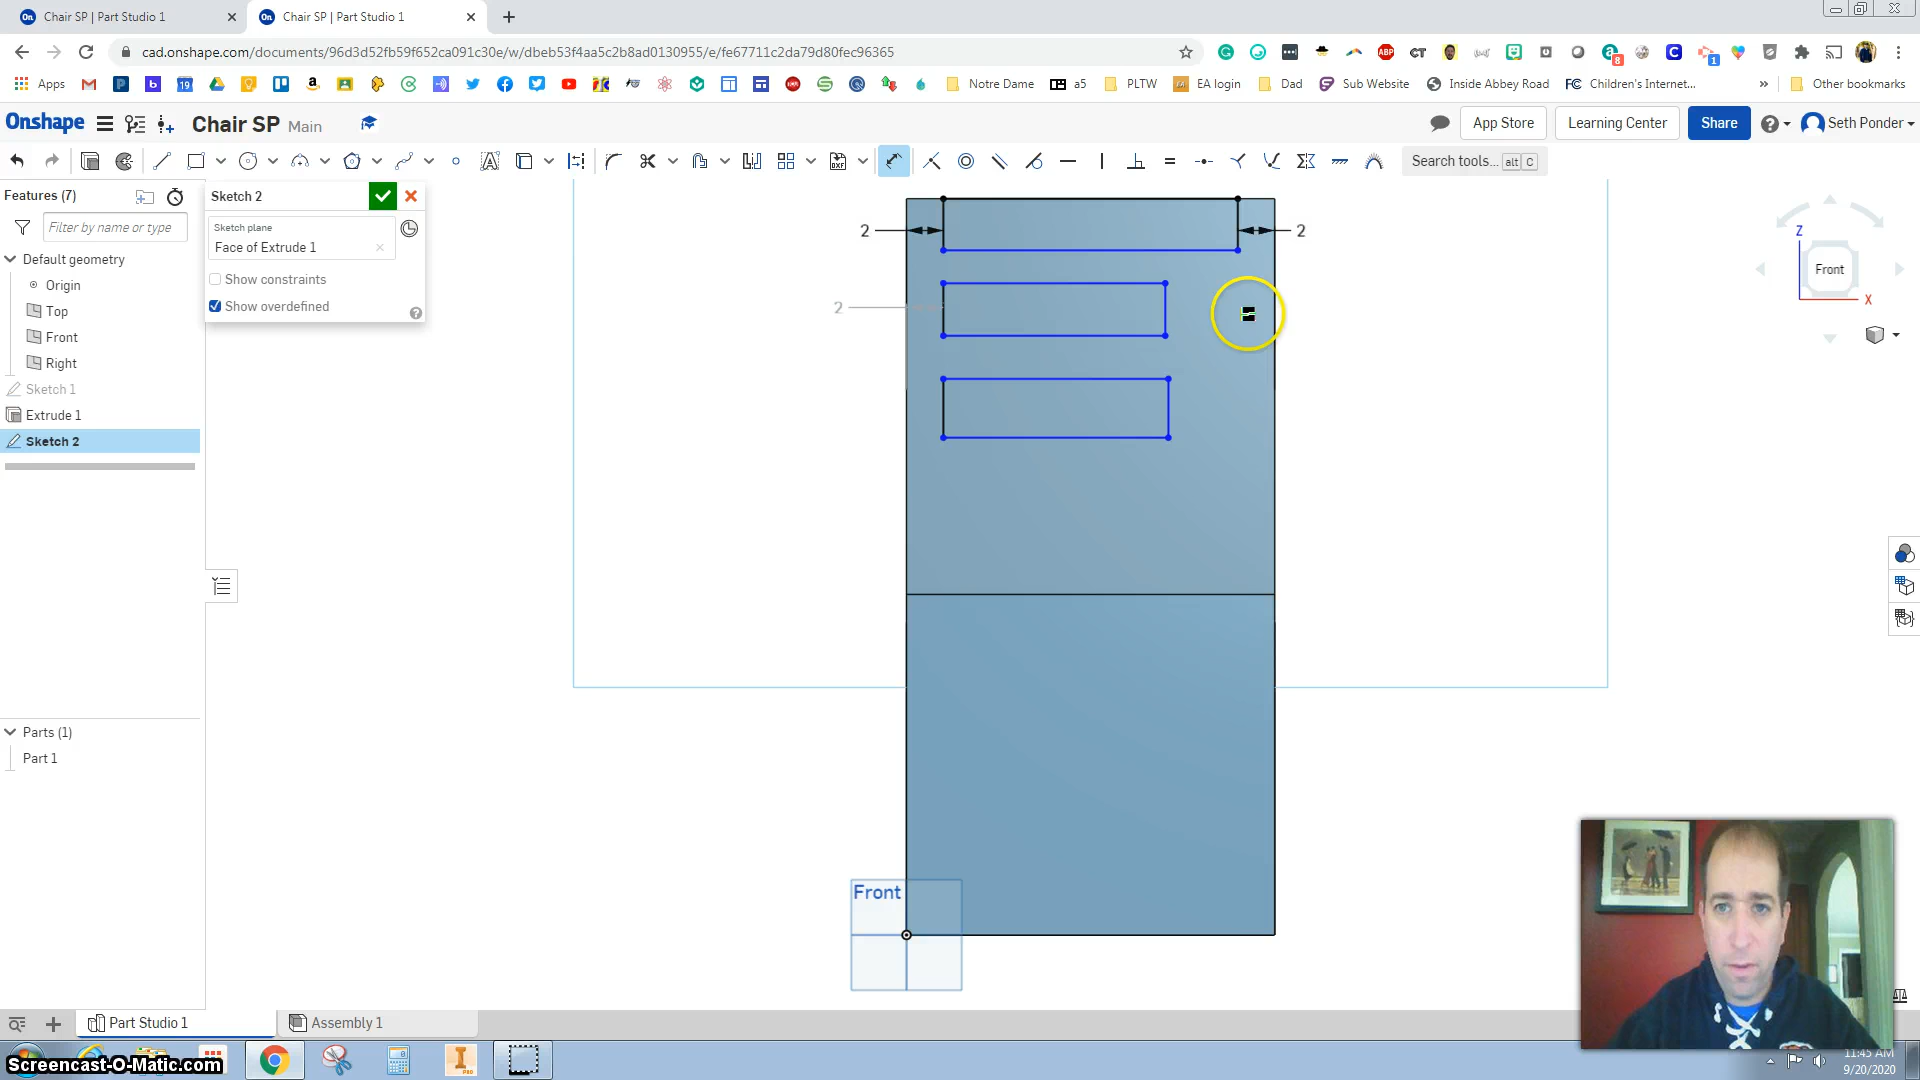 Chair SP | Part Studio 1
Chair SP | Part Studio 1
cad.onshape.com/documents/96d3d52fb59f652ca091c30e/w/dbeb53f4aa5c2b8ad0130955/e/fe67711c2da79d80fec96365
Apps
Notre Dame
a5
PLTW
EA login
Dad
Sub Website
Inside Abbey Road
Children's Internet...
Other bookmarks
Onshape
Chair SP Main
App Store
Learning Center
Share
Seth Ponder
Search tools... alt C
Features (7)
Filter by name or type
Default geometry
Origin
Top
Front
Right
Sketch 1
Extrude 1
Sketch 2
Sketch 2
Sketch plane
Face of Extrude 1
Show constraints
Show overdefined
2
2
2
Front
Z
Front
X
Parts (1)
Part 1
Part Studio 1
Assembly 1
Screencast-O-Matic.com
11:45 AM
9/20/2020